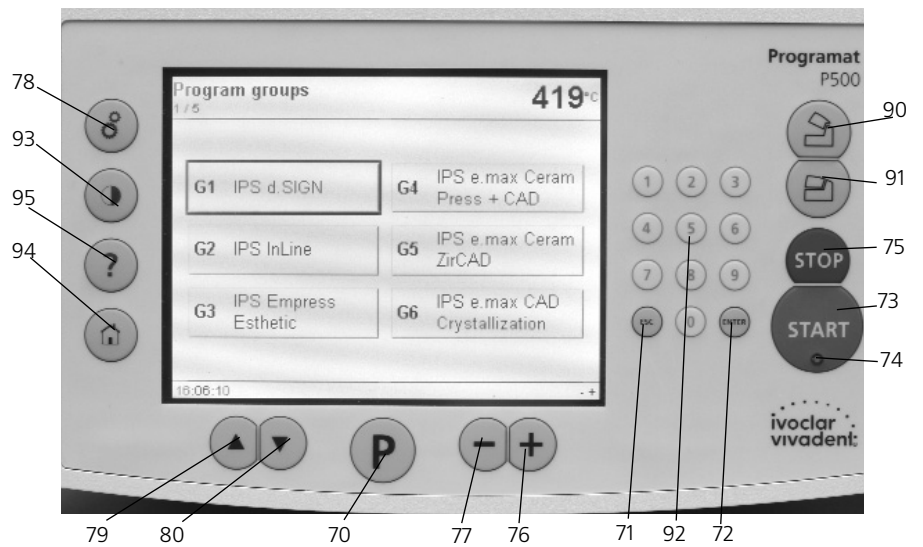 Programat
P500
78
93
95
94
Program groups
1 / 5
419°C
G1 IPS d.SIGN
G2 IPS InLine
G3 IPS Empress
Esthetic
G4 IPS e.max Ceram
Press + CAD
G5 IPS e.max Ceram
ZirCAD
G6 IPS e.max CAD
Crystallization
16:06:10
- +
?
1 2 3
4 5 6
7 8 9
ESC 0 ENTER
STOP
START
90
91
75
73
74
ivoclar
vivadent:
P
− +
79 80 70 77 76 71 92 72